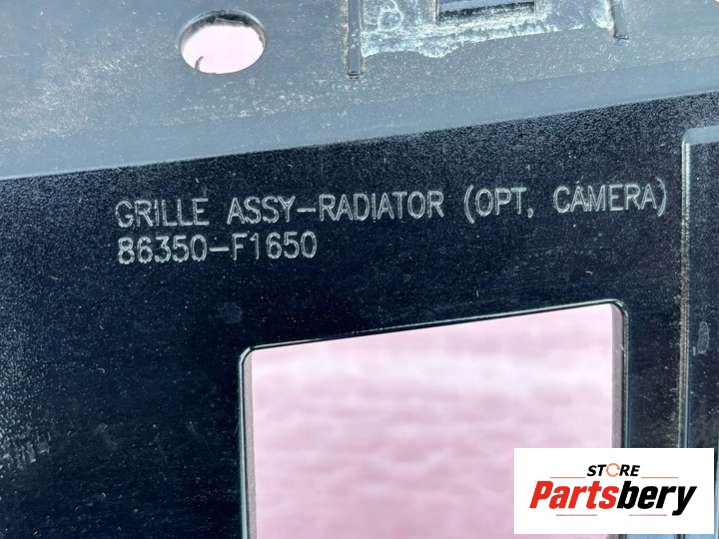 GRILLE ASSY-RADIATOR (OPT, CAMERA)
86350-F1650
STORE
Partsbery